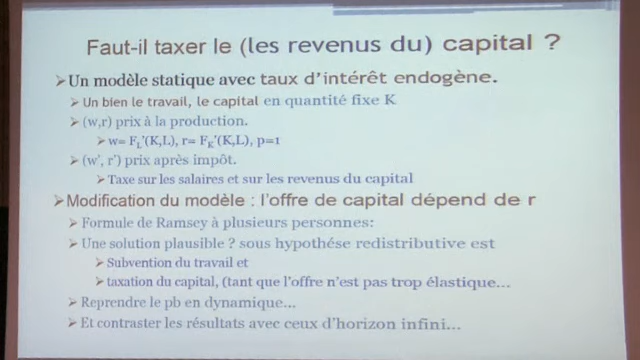 Faut-il taxer le (les revenus du) capital ?
Un modèle statique avec taux d'intérêt endogène.
Un bien le travail, le capital en quantité fixe K
(w,r) prix à la production.
w= F_L'(K,L), r= F_K'(K,L), p=1
(w', r') prix après impôt.
Taxe sur les salaires et sur les revenus du capital
Modification du modèle : l'offre de capital dépend de r
Formule de Ramsey à plusieurs personnes:
Une solution plausible ? sous hypothése redistributive est
Subvention du travail et
taxation du capital, (tant que l'offre n'est pas trop élastique...
Reprendre le pb en dynamique...
Et contraster les résultats avec ceux d'horizon infini...